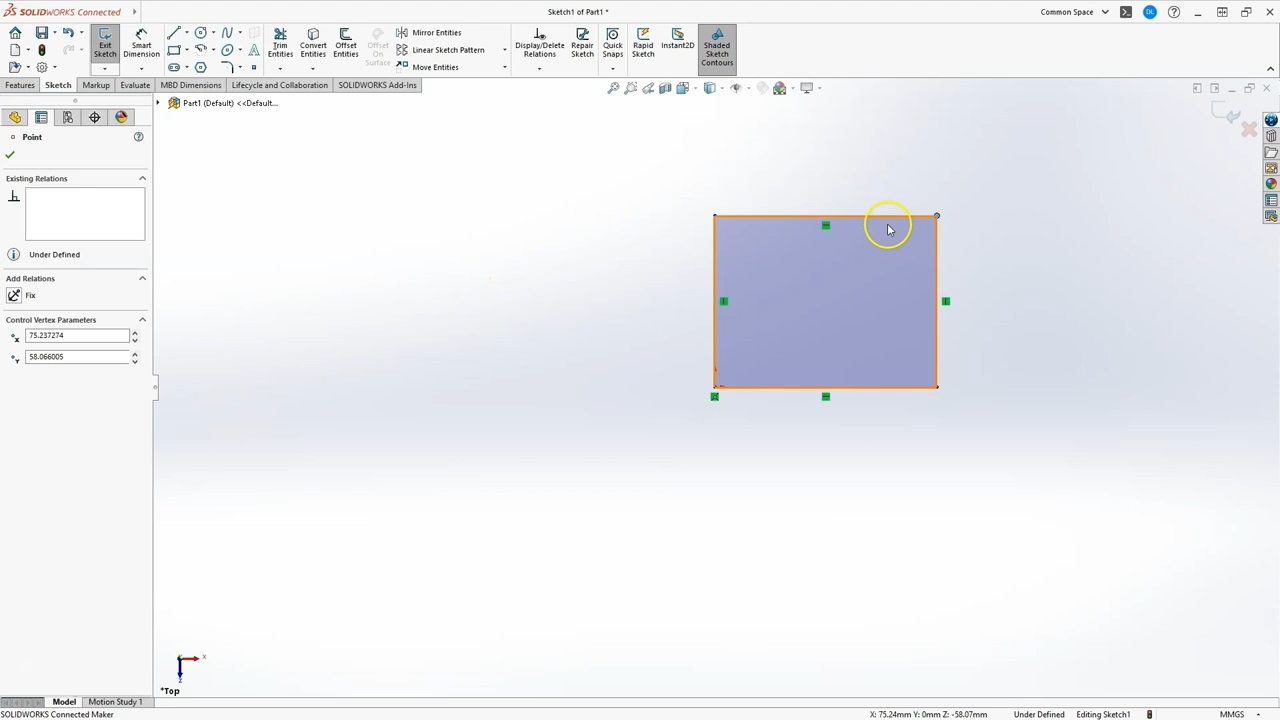 SOLIDWORKS Connected
Sketch1 of Part1 *
Common Space
DL
Exit Sketch
Smart Dimension
Trim Entities
Convert Entities
Offset Entities
Offset On Surface
Mirror Entities
Linear Sketch Pattern
Move Entities
Display/Delete Relations
Repair Sketch
Quick Snaps
Rapid Sketch
Instant2D
Shaded Sketch Contours
Features
Sketch
Markup
Evaluate
MBD Dimensions
Lifecycle and Collaboration
SOLIDWORKS Add-Ins
Part1 (Default) <<Default...
Point
Existing Relations
Under Defined
Add Relations
Fix
Control Vertex Parameters
X 75.237274
Y 58.066005
x
z
*Top
Model
Motion Study 1
SOLIDWORKS Connected Maker
X: 75.24mm Y: 0mm Z: -58.07mm
Under Defined
Editing Sketch1
MMGS